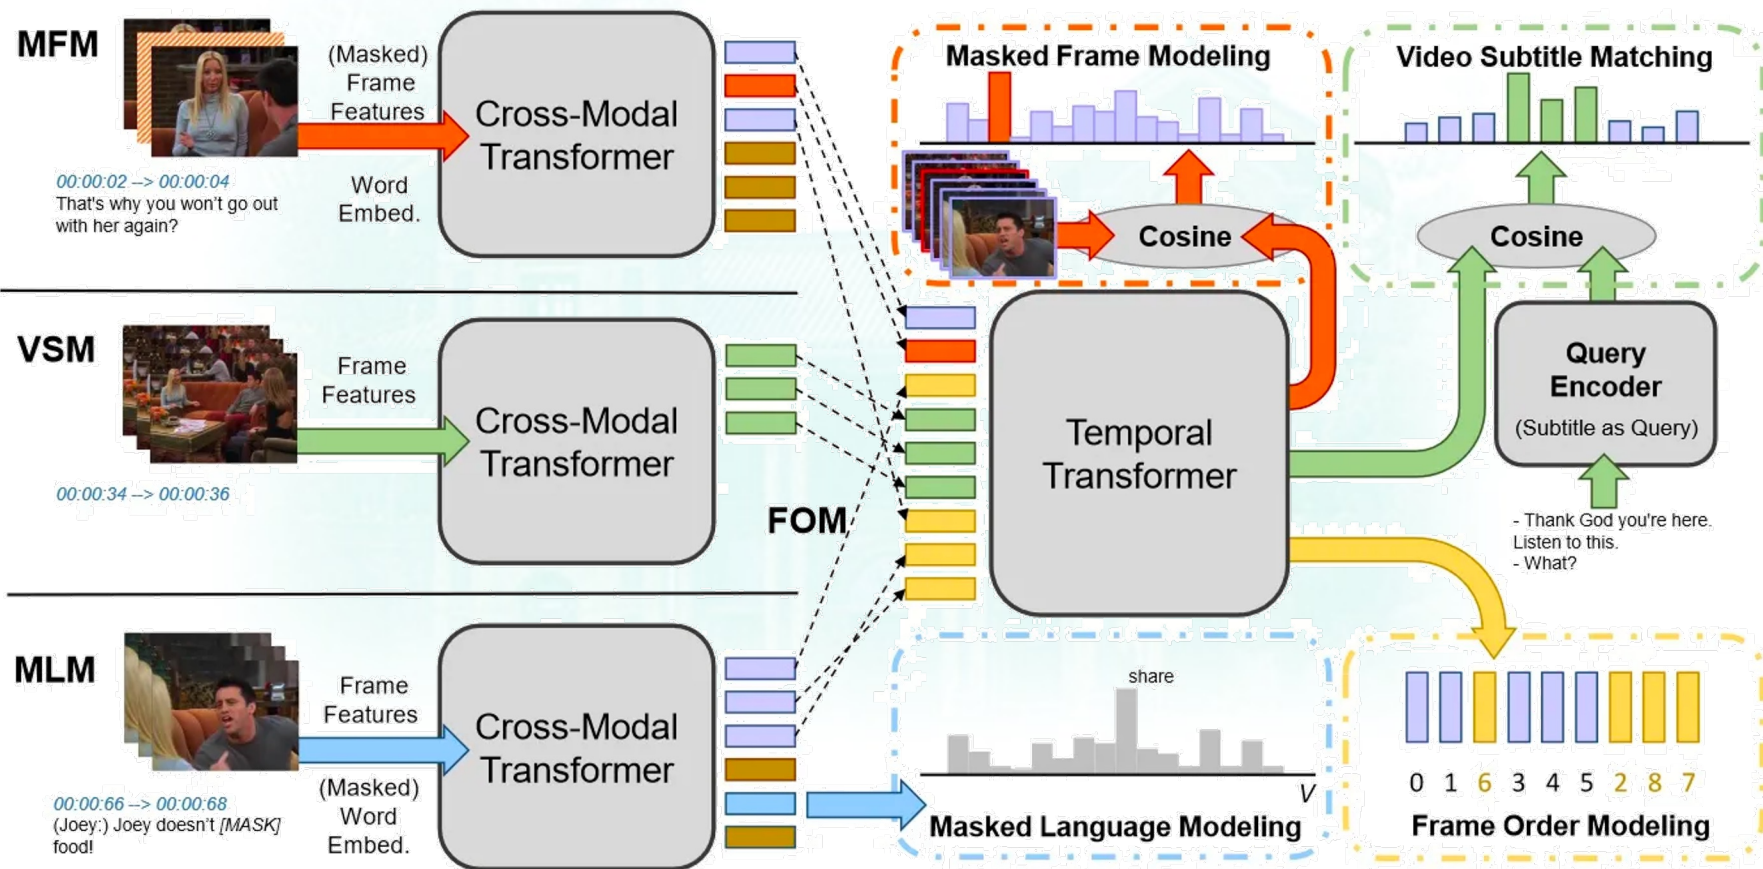 MFM
(Masked)
Frame
Features
Word
Embed.
00:00:02 --> 00:00:04
That's why you won't go out
with her again?
Cross-Modal
Transformer
VSM
Frame
Features
00:00:34 --> 00:00:36
Cross-Modal
Transformer
MLM
Frame
Features
(Masked)
Word
Embed.
00:00:66 --> 00:00:68
(Joey:) Joey doesn't [MASK]
food!
Cross-Modal
Transformer
FOM
Masked Frame Modeling
Cosine
Temporal
Transformer
Video Subtitle Matching
Cosine
Query
Encoder
(Subtitle as Query)
- Thank God you're here.
Listen to this.
- What?
share
V
Masked Language Modeling
0 1 6 3 4 5 2 8 7
Frame Order Modeling